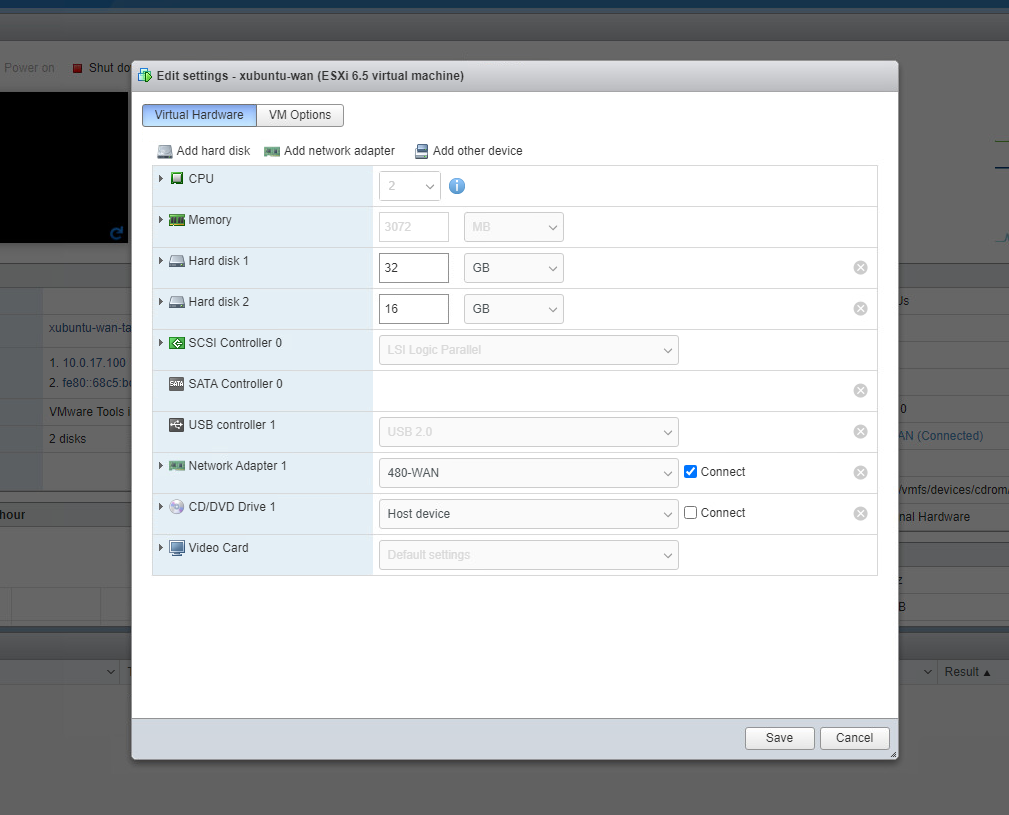 Power on
Shut do
Edit settings - xubuntu-wan (ESXi 6.5 virtual machine)
Virtual Hardware
VM Options
Add hard disk
Add network adapter
Add other device
CPU
2
Memory
3072
MB
Hard disk 1
32
GB
Hard disk 2
16
GB
SCSI Controller 0
LSI Logic Parallel
SATA
SATA Controller 0
USB controller 1
USB 2.0
Network Adapter 1
480-WAN
Connect
CD/DVD Drive 1
Host device
Connect
Video Card
Default settings
Save
Cancel
xubuntu-wan-ta
1. 10.0.17.100
2. fe80::68c5:b
VMware Tools i
2 disks
hour
0
AN (Connected)
/vmfs/devices/cdrom/
nal Hardware
z
B
Result ▲